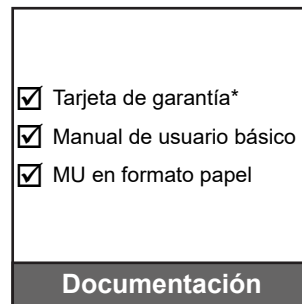 Tarjeta de garantía*
Manual de usuario básico
MU en formato papel
Documentación